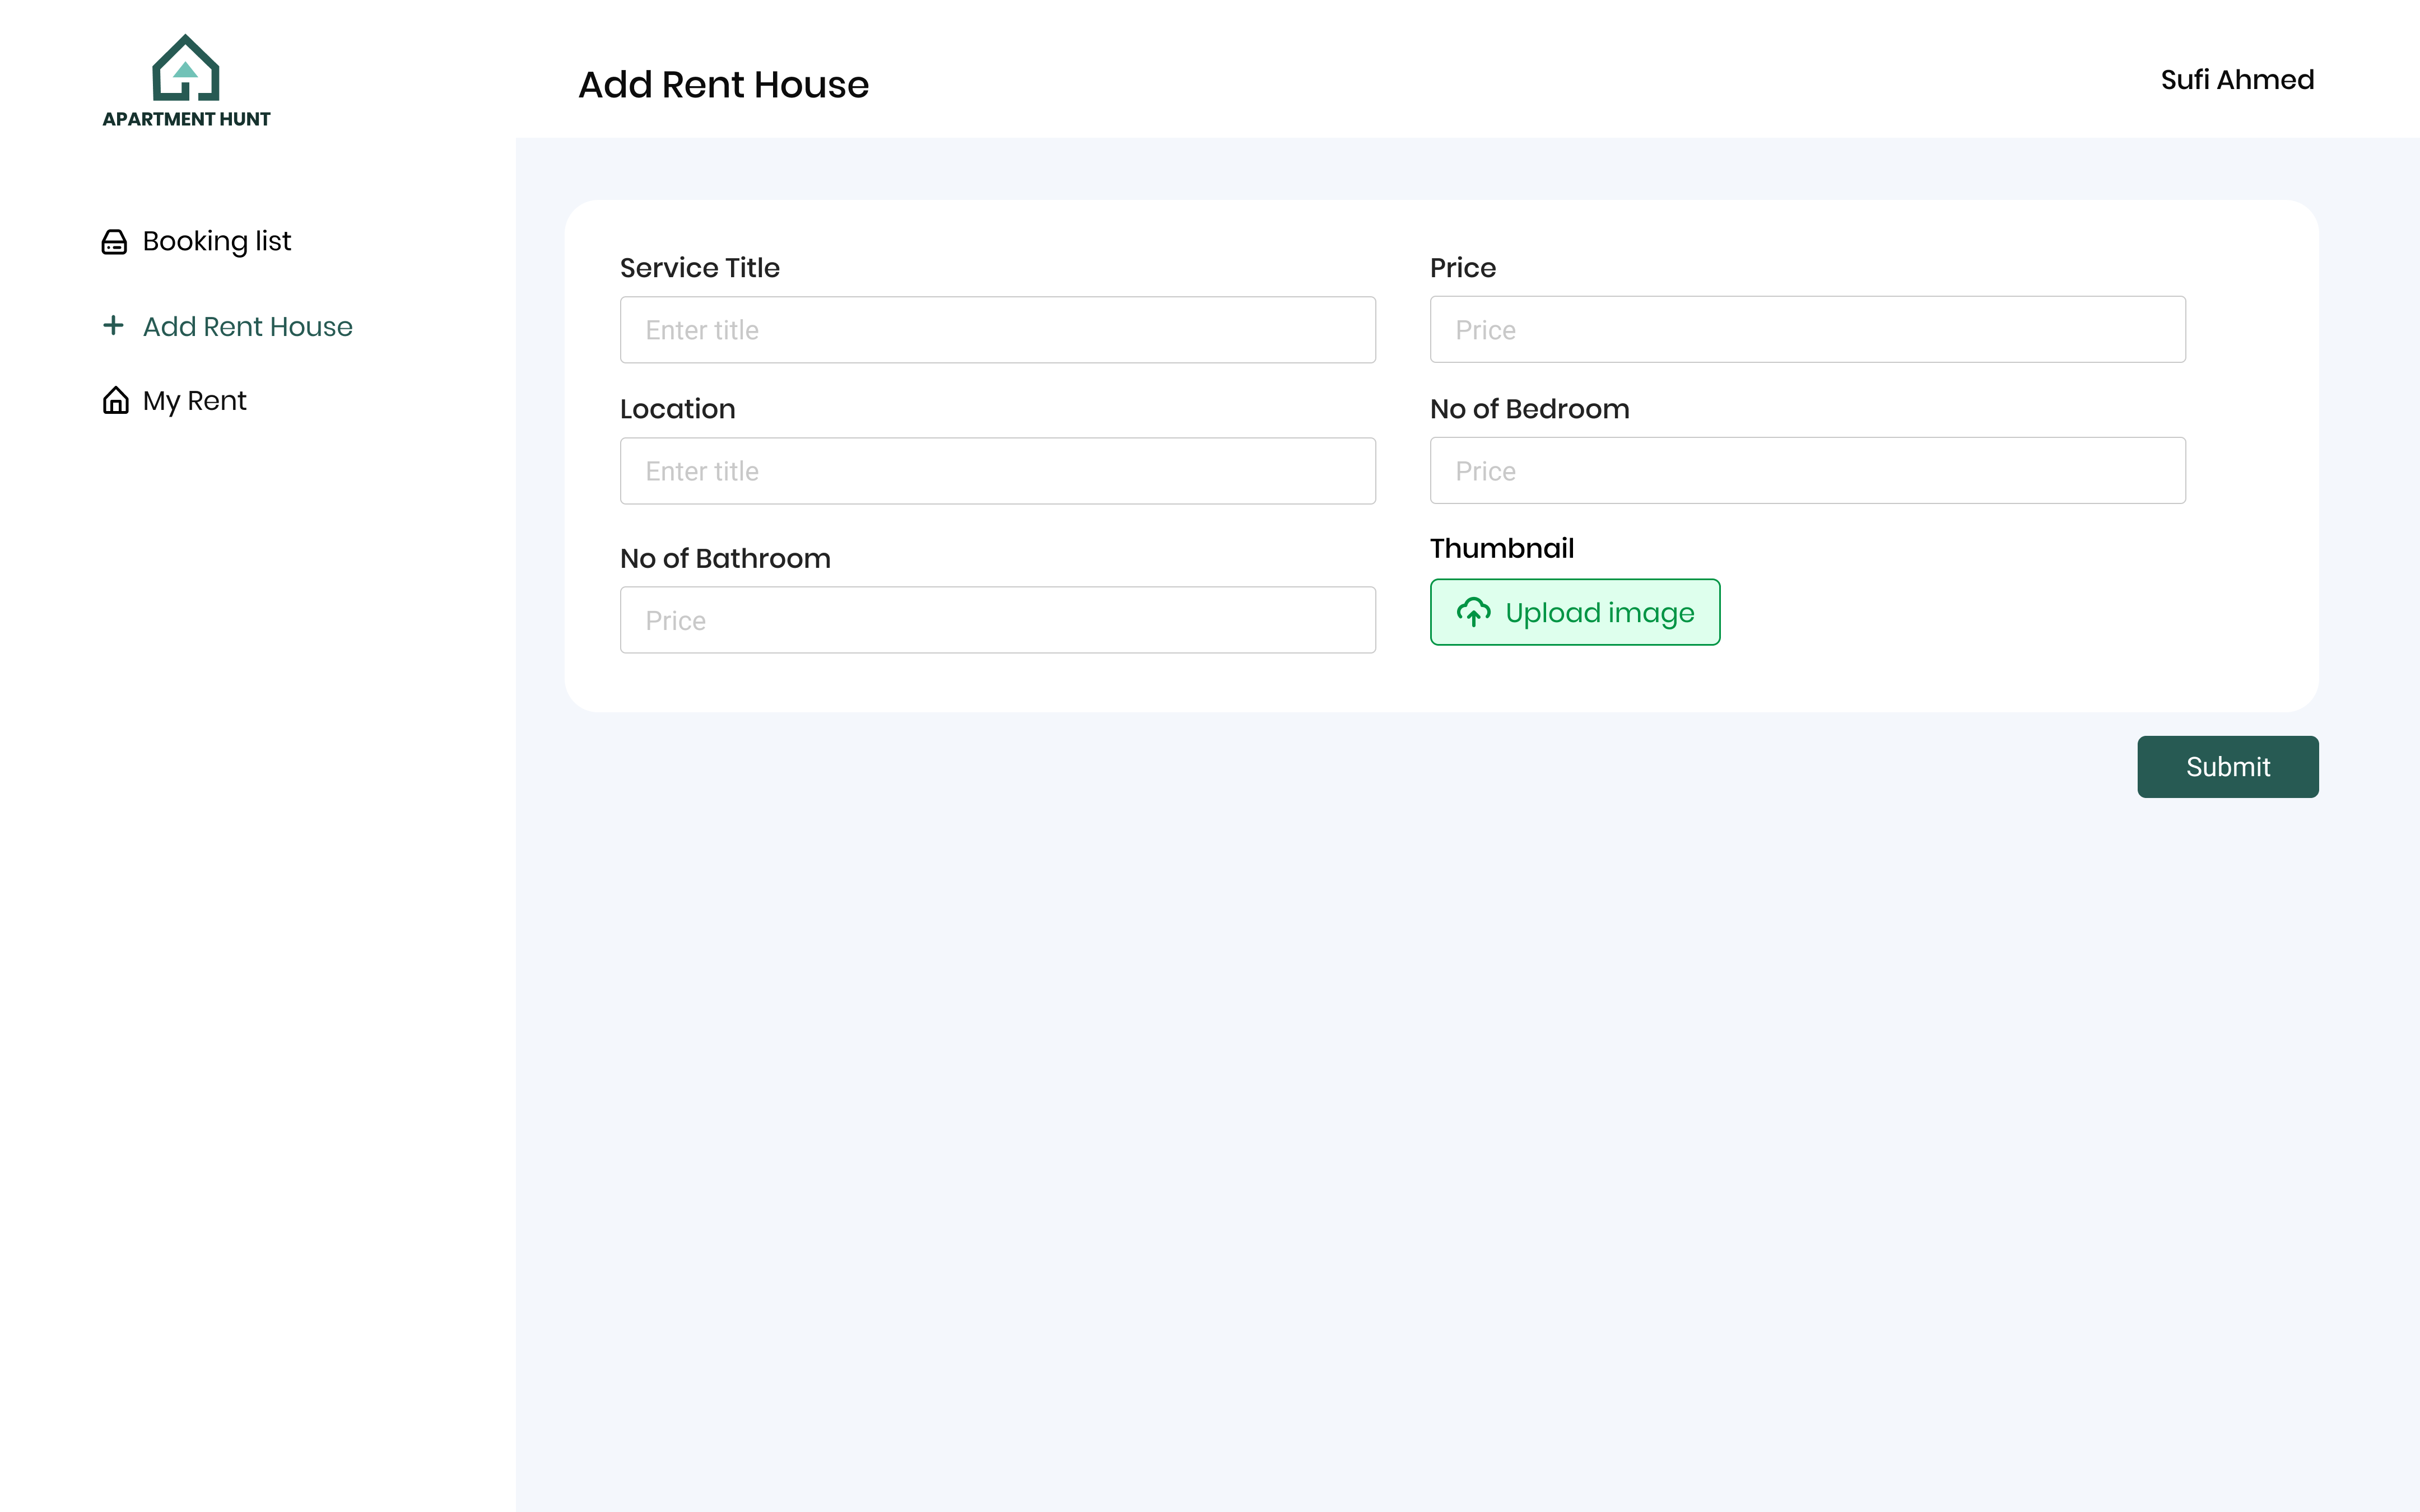 APARTMENT HUNT
Add Rent House
Sufi Ahmed
Booking list
Add Rent House
My Rent
Service Title
Enter title
Price
Price
Location
Enter title
No of Bedroom
Price
No of Bathroom
Price
Thumbnail
Upload image
Submit